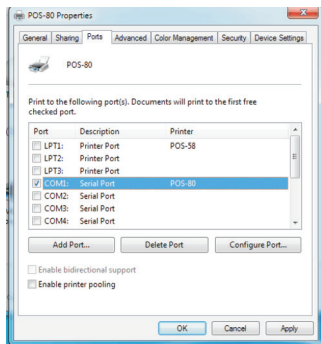 POS-80 Properties
General Sharing Ports Advanced Color Management Security Device Settings
POS-80
Print to the following port(s). Documents will print to the first free
checked port.
Port Description Printer
LPT1: Printer Port POS-58
LPT2: Printer Port
LPT3: Printer Port
COM1: Serial Port POS-80
COM2: Serial Port
COM3: Serial Port
COM4: Serial Port
Add Port... Delete Port Configure Port...
Enable bidirectional support
Enable printer pooling
OK Cancel Apply